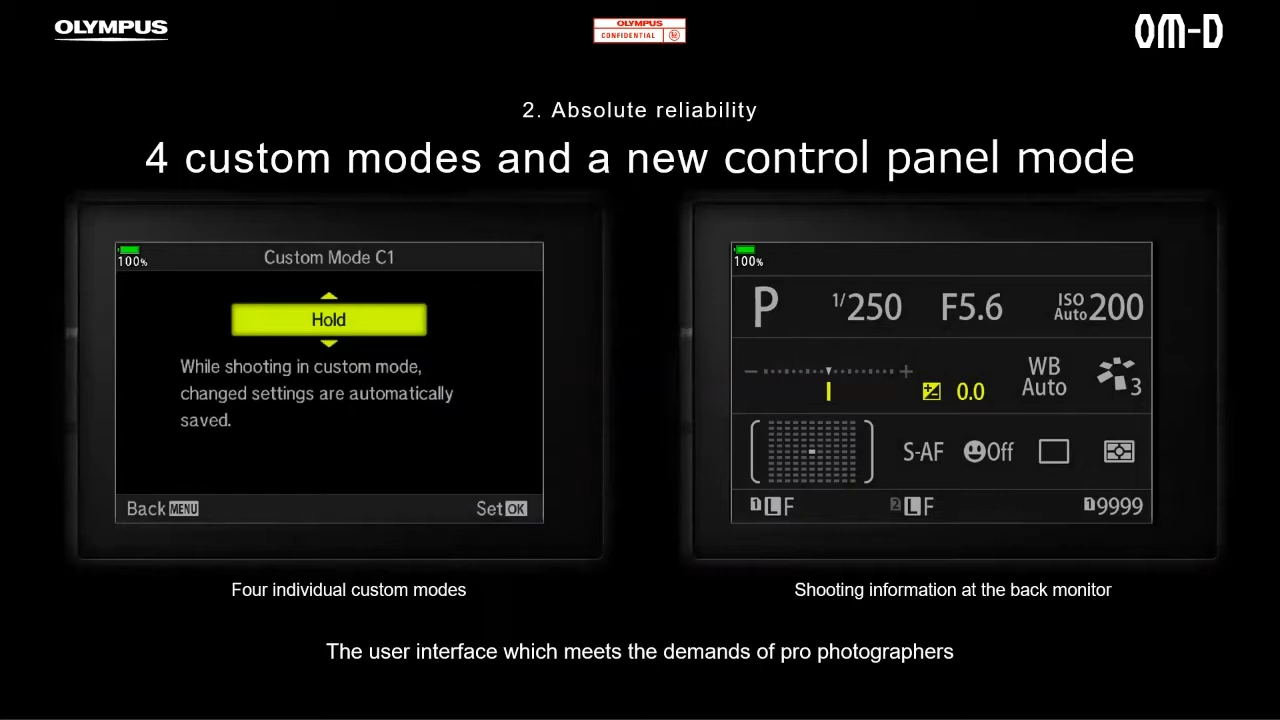 OLYMPUS
OLYMPUS
CONFIDENTIAL
OM-D
2. Absolute reliability
4 custom modes and a new control panel mode
100%
Custom Mode C1
Hold
While shooting in custom mode,
changed settings are automatically
saved.
Back MENU
Set OK
100%
P 1/250 F5.6 ISO Auto 200
− + 0.0 WB Auto 3
S-AF Off
1 L F 2 L F 1 9999
Four individual custom modes
Shooting information at the back monitor
The user interface which meets the demands of pro photographers